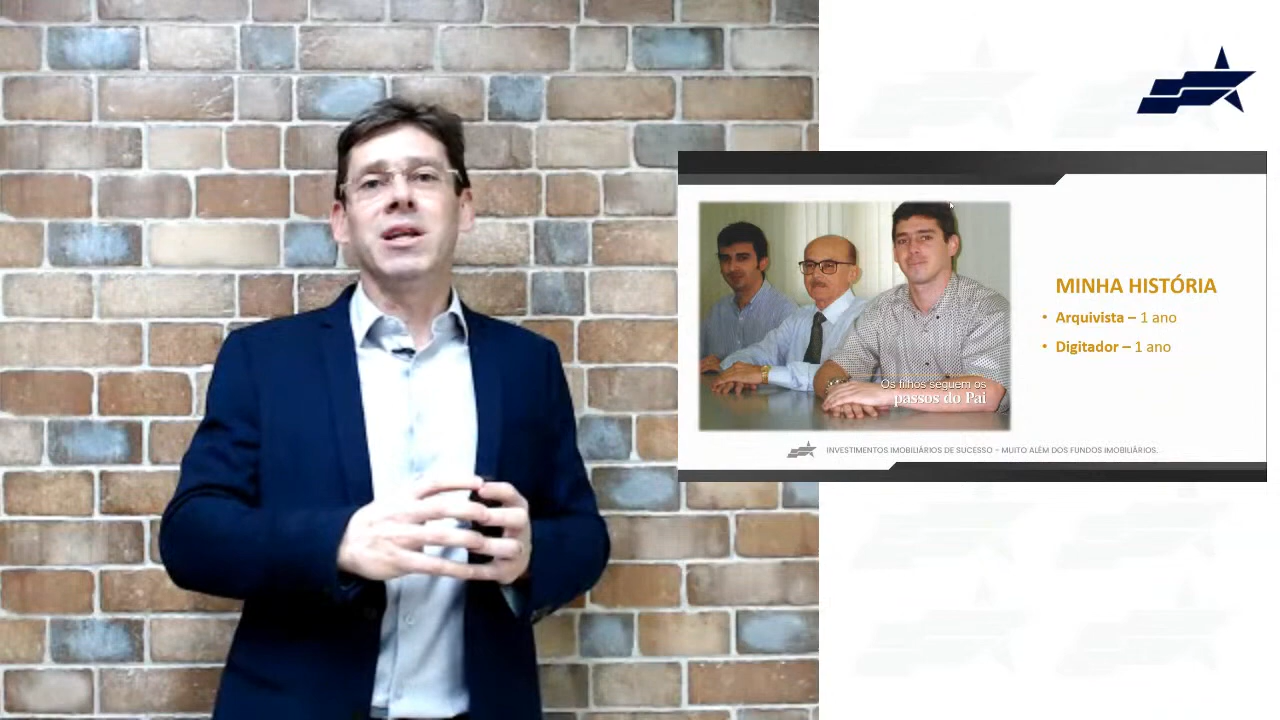 MINHA HISTÓRIA
• Arquivista – 1 ano
• Digitador – 1 ano
Os filhos seguem os
passos do Pai
INVESTIMENTOS IMOBILIÁRIOS DE SUCESSO - MUITO ALÉM DOS FUNDOS IMOBILIÁRIOS.